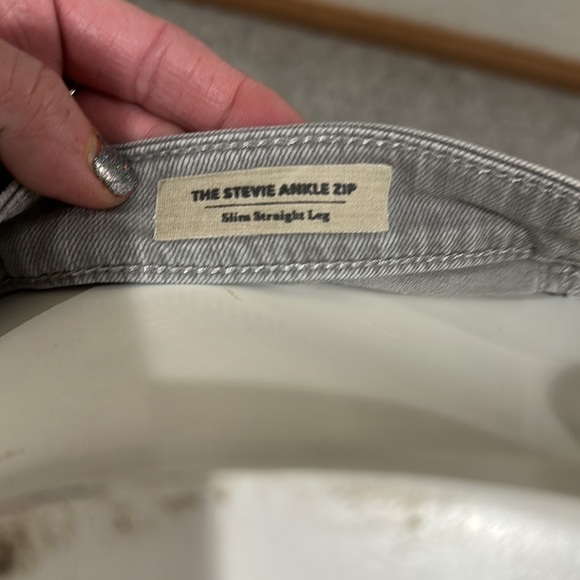 THE STEVIE ANKLE ZIP
Slim Straight Leg